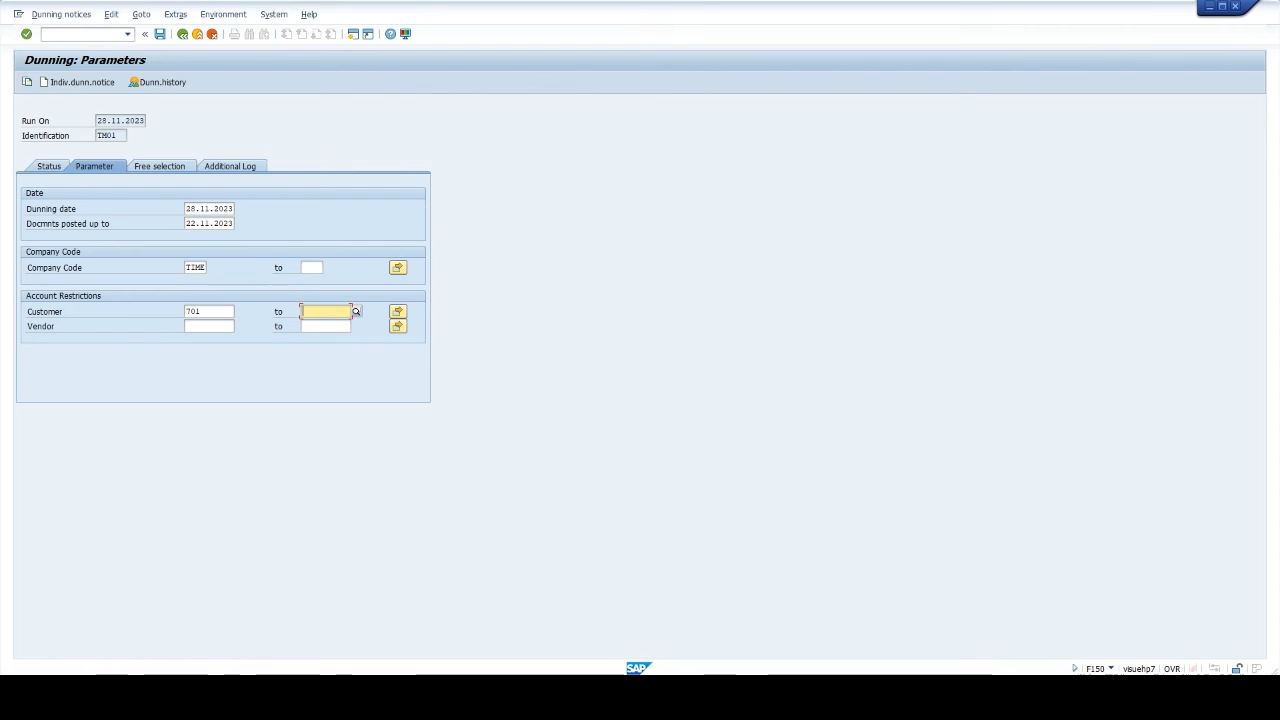 Dunning notices Edit Goto Extras Environment System Help
Dunning: Parameters
Indiv.dunn.notice Dunn.history
Run On 28.11.2023
Identification TM01
Status Parameter Free selection Additional Log
Date
Dunning date 28.11.2023
Docmnts posted up to 22.11.2023
Company Code
Company Code TIME to
Account Restrictions
Customer 701 to
Vendor to
SAP F150 visuehp7 OVR